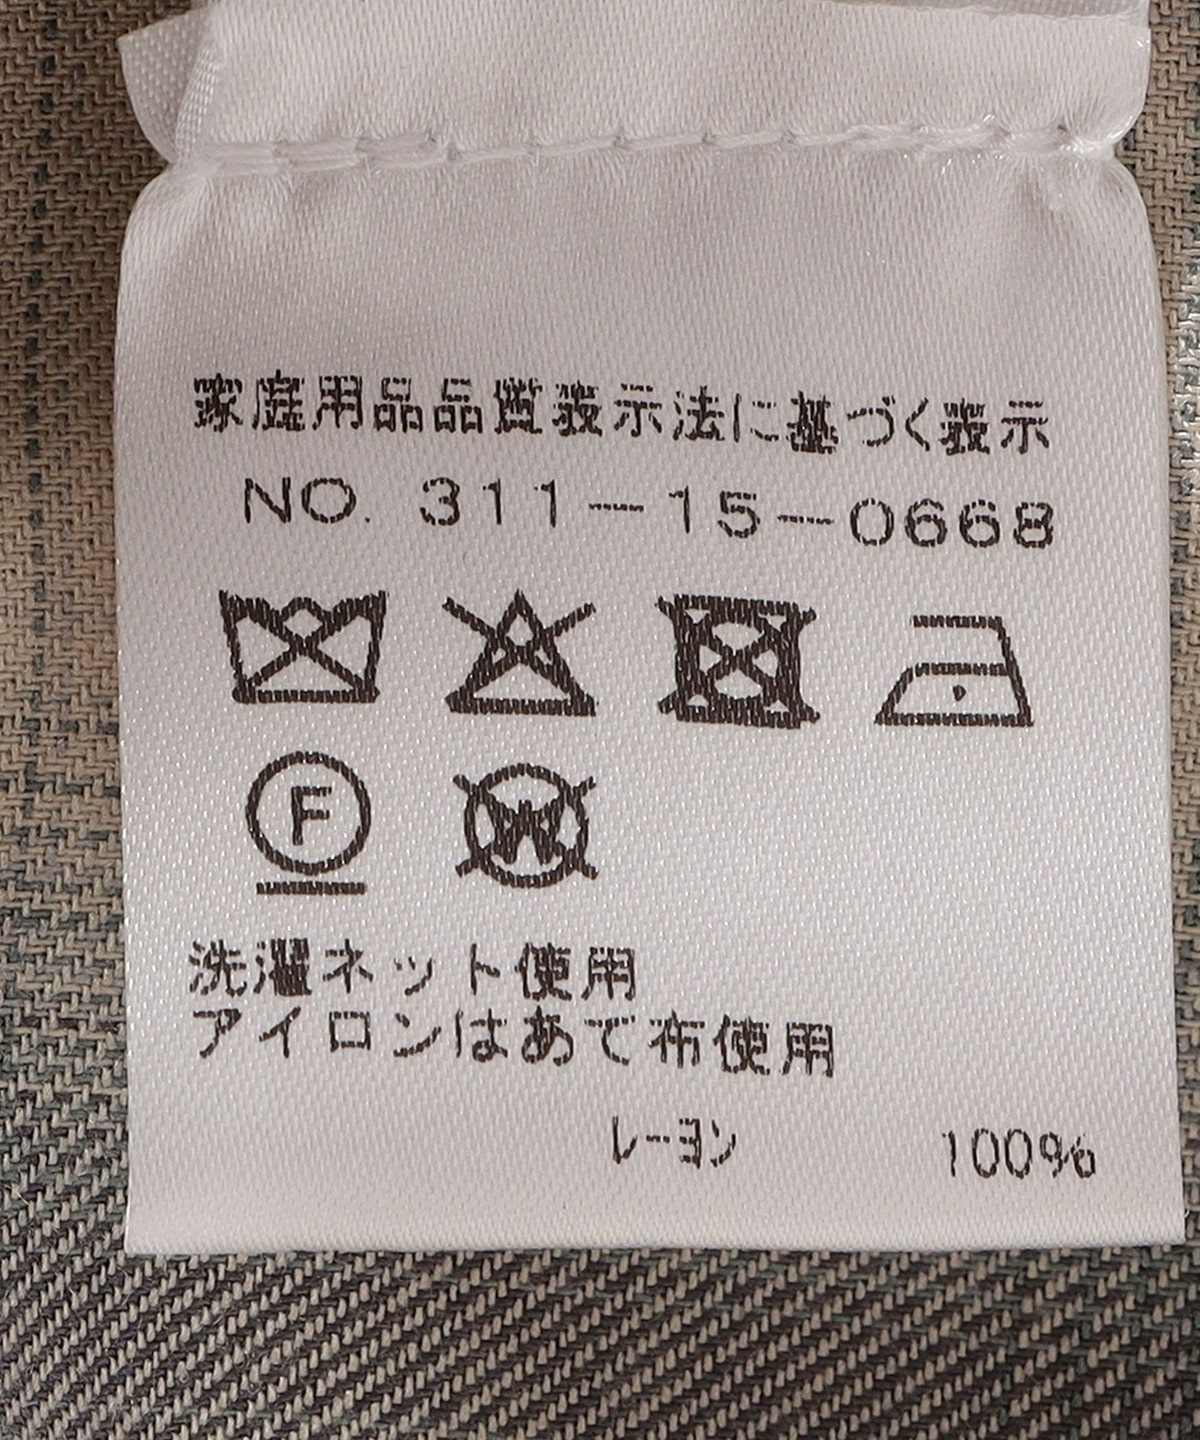 家庭用品品質表示法に基づく表示
NO. 311-15-0668
F
W
洗濯ネット使用
アイロンはあて布使用
レーヨン 100%